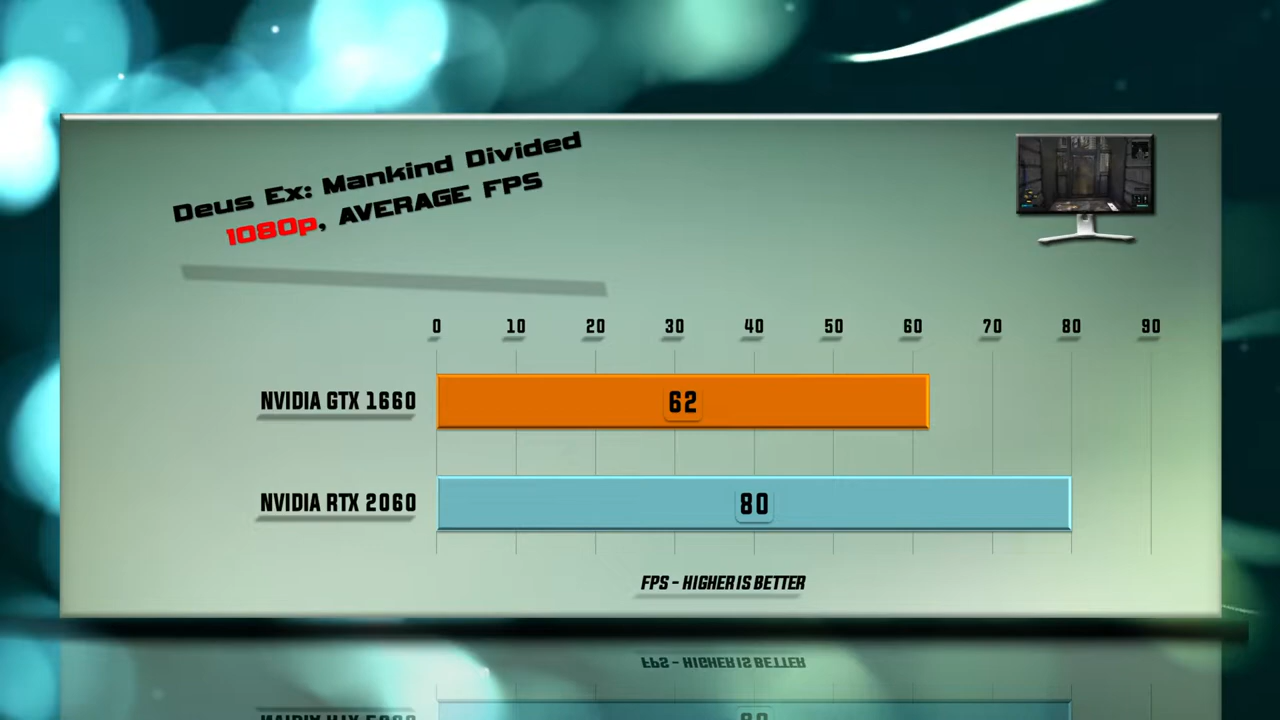 Deus Ex: Mankind Divided
1080p, AVERAGE FPS
0 10 20 30 40 50 60 70 80 90
NVIDIA GTX 1660 62
NVIDIA RTX 2060 80
FPS - HIGHER IS BETTER